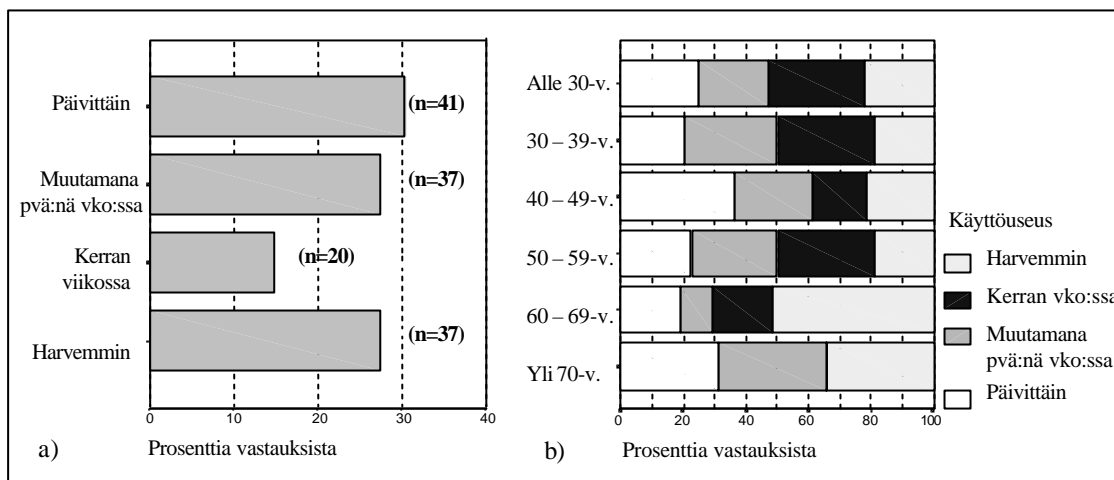 Päivittäin
(n=41)
Muutamana
pvä:nä vko:ssa
(n=37)
Kerran
viikossa
(n=20)
Harvemmin
(n=37)
0 10 20 30 40
a) Prosenttia vastauksista
Alle 30-v.
30 – 39-v.
40 – 49-v.
50 – 59-v.
60 – 69-v.
Yli 70-v.
0 20 40 60 80 100
b) Prosenttia vastauksista
Käyttöuseus
Harvemmin
Kerran vko:ssa
Muutamana
pvä:nä vko:ssa
Päivittäin